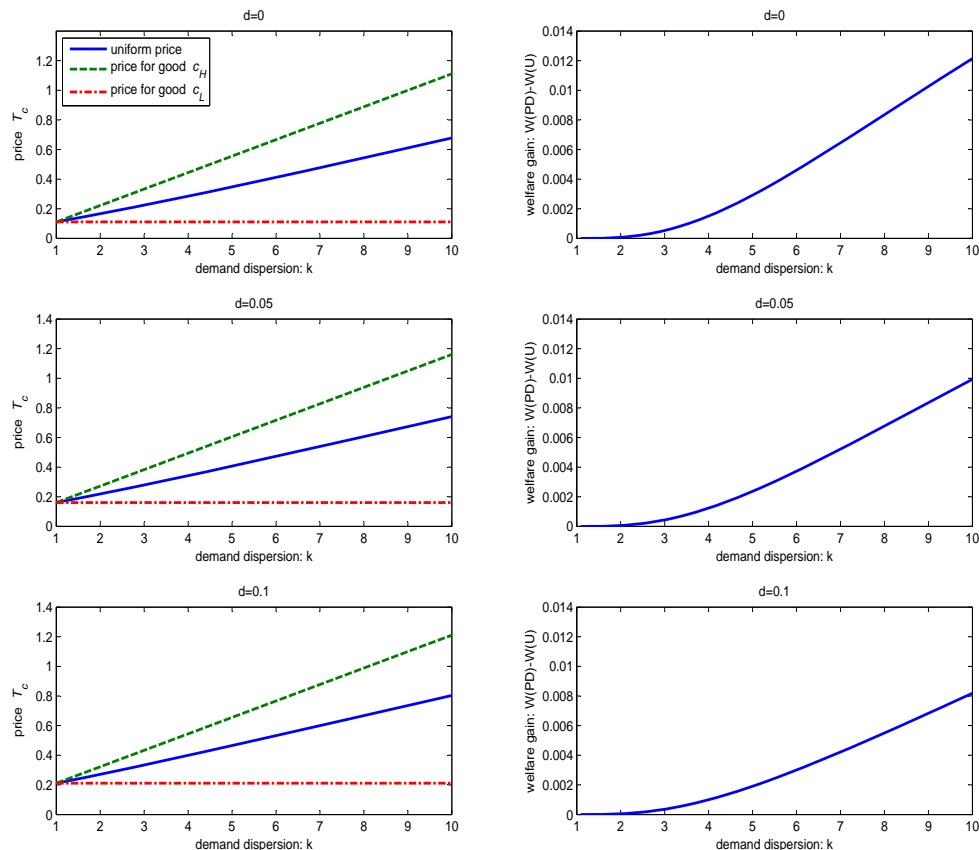 d=0
1.2
1
0.8
0.6
0.4
0.2
0
price T_c
uniform price
price for good c_H
price for good c_L
1 2 3 4 5 6 7 8 9 10
demand dispersion: k
d=0
0.014
0.012
0.01
0.008
0.006
0.004
0.002
0
welfare gain: W(PD)-W(U)
1 2 3 4 5 6 7 8 9 10
demand dispersion: k
d=0.05
1.4
1.2
1
0.8
0.6
0.4
0.2
0
price T_c
1 2 3 4 5 6 7 8 9 10
demand dispersion: k
d=0.05
0.014
0.012
0.01
0.008
0.006
0.004
0.002
0
welfare gain: W(PD)-W(U)
1 2 3 4 5 6 7 8 9 10
demand dispersion: k
d=0.1
1.4
1.2
1
0.8
0.6
0.4
0.2
0
price T_c
1 2 3 4 5 6 7 8 9 10
demand dispersion: k
d=0.1
0.014
0.012
0.01
0.008
0.006
0.004
0.002
0
welfare gain: W(PD)-W(U)
1 2 3 4 5 6 7 8 9 10
demand dispersion: k